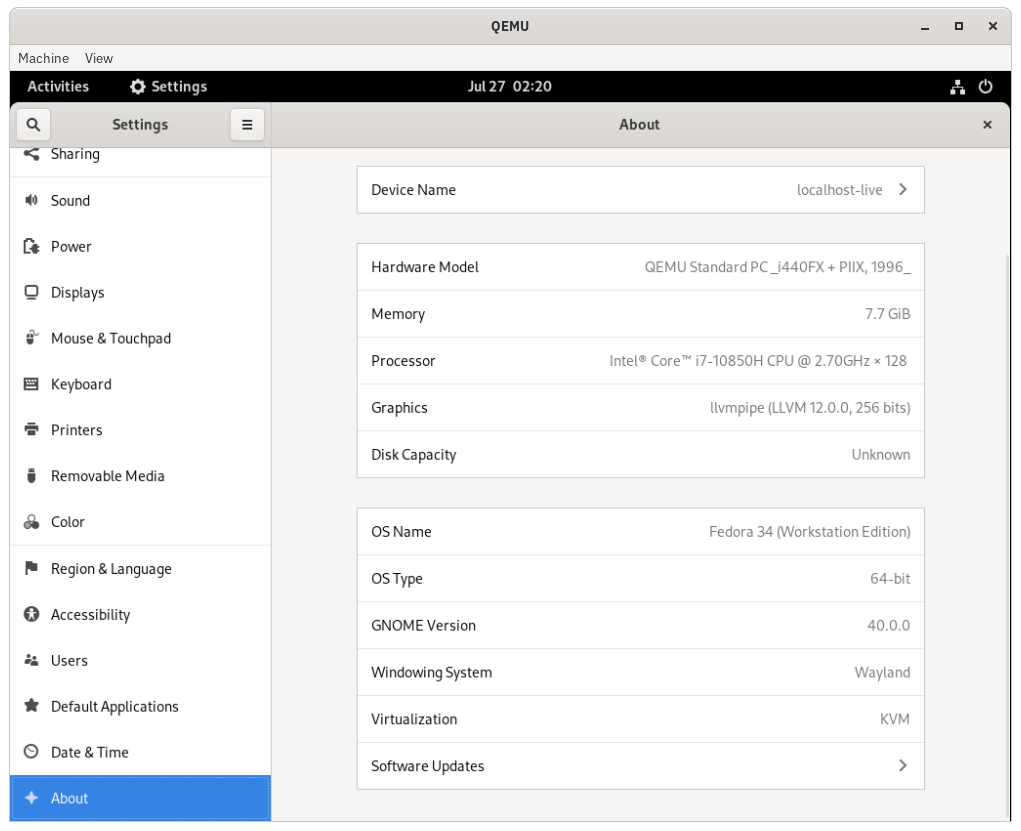 QEMU
Machine View
Activities Settings Jul 27 02:20
Settings
About
Sharing
Sound
Power
Displays
Mouse & Touchpad
Keyboard
Printers
Removable Media
Color
Region & Language
Accessibility
Users
Default Applications
Date & Time
About
Device Name localhost-live
Hardware Model QEMU Standard PC _i440FX + PIIX, 1996_
Memory 7.7 GiB
Processor Intel® Core™ i7-10850H CPU @ 2.70GHz × 128
Graphics llvmpipe (LLVM 12.0.0, 256 bits)
Disk Capacity Unknown
OS Name Fedora 34 (Workstation Edition)
OS Type 64-bit
GNOME Version 40.0.0
Windowing System Wayland
Virtualization KVM
Software Updates